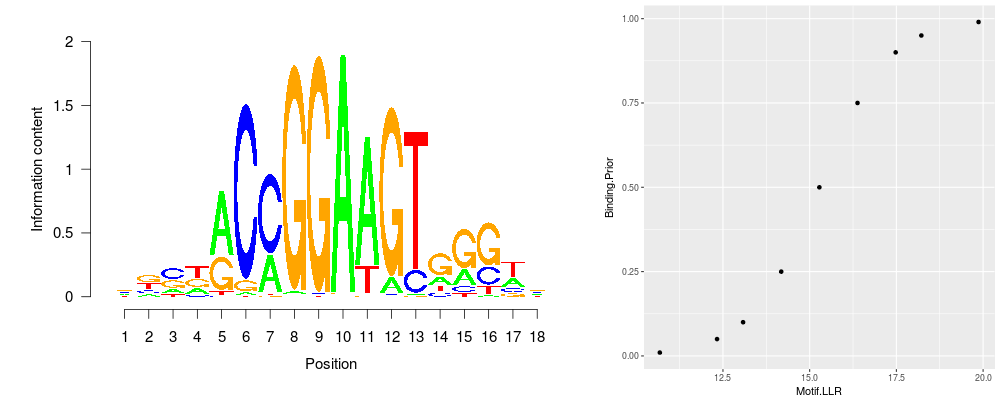 Information content
2
1.5
1
0.5
0
A C C G G A A G T
G A
G G G
1 2 3 4 5 6 7 8 9 10 11 12 13 14 15 16 17 18
Position
Binding.Prior
1.00
0.75
0.50
0.25
0.00
12.5 15.0 17.5 20.0
Motif.LLR